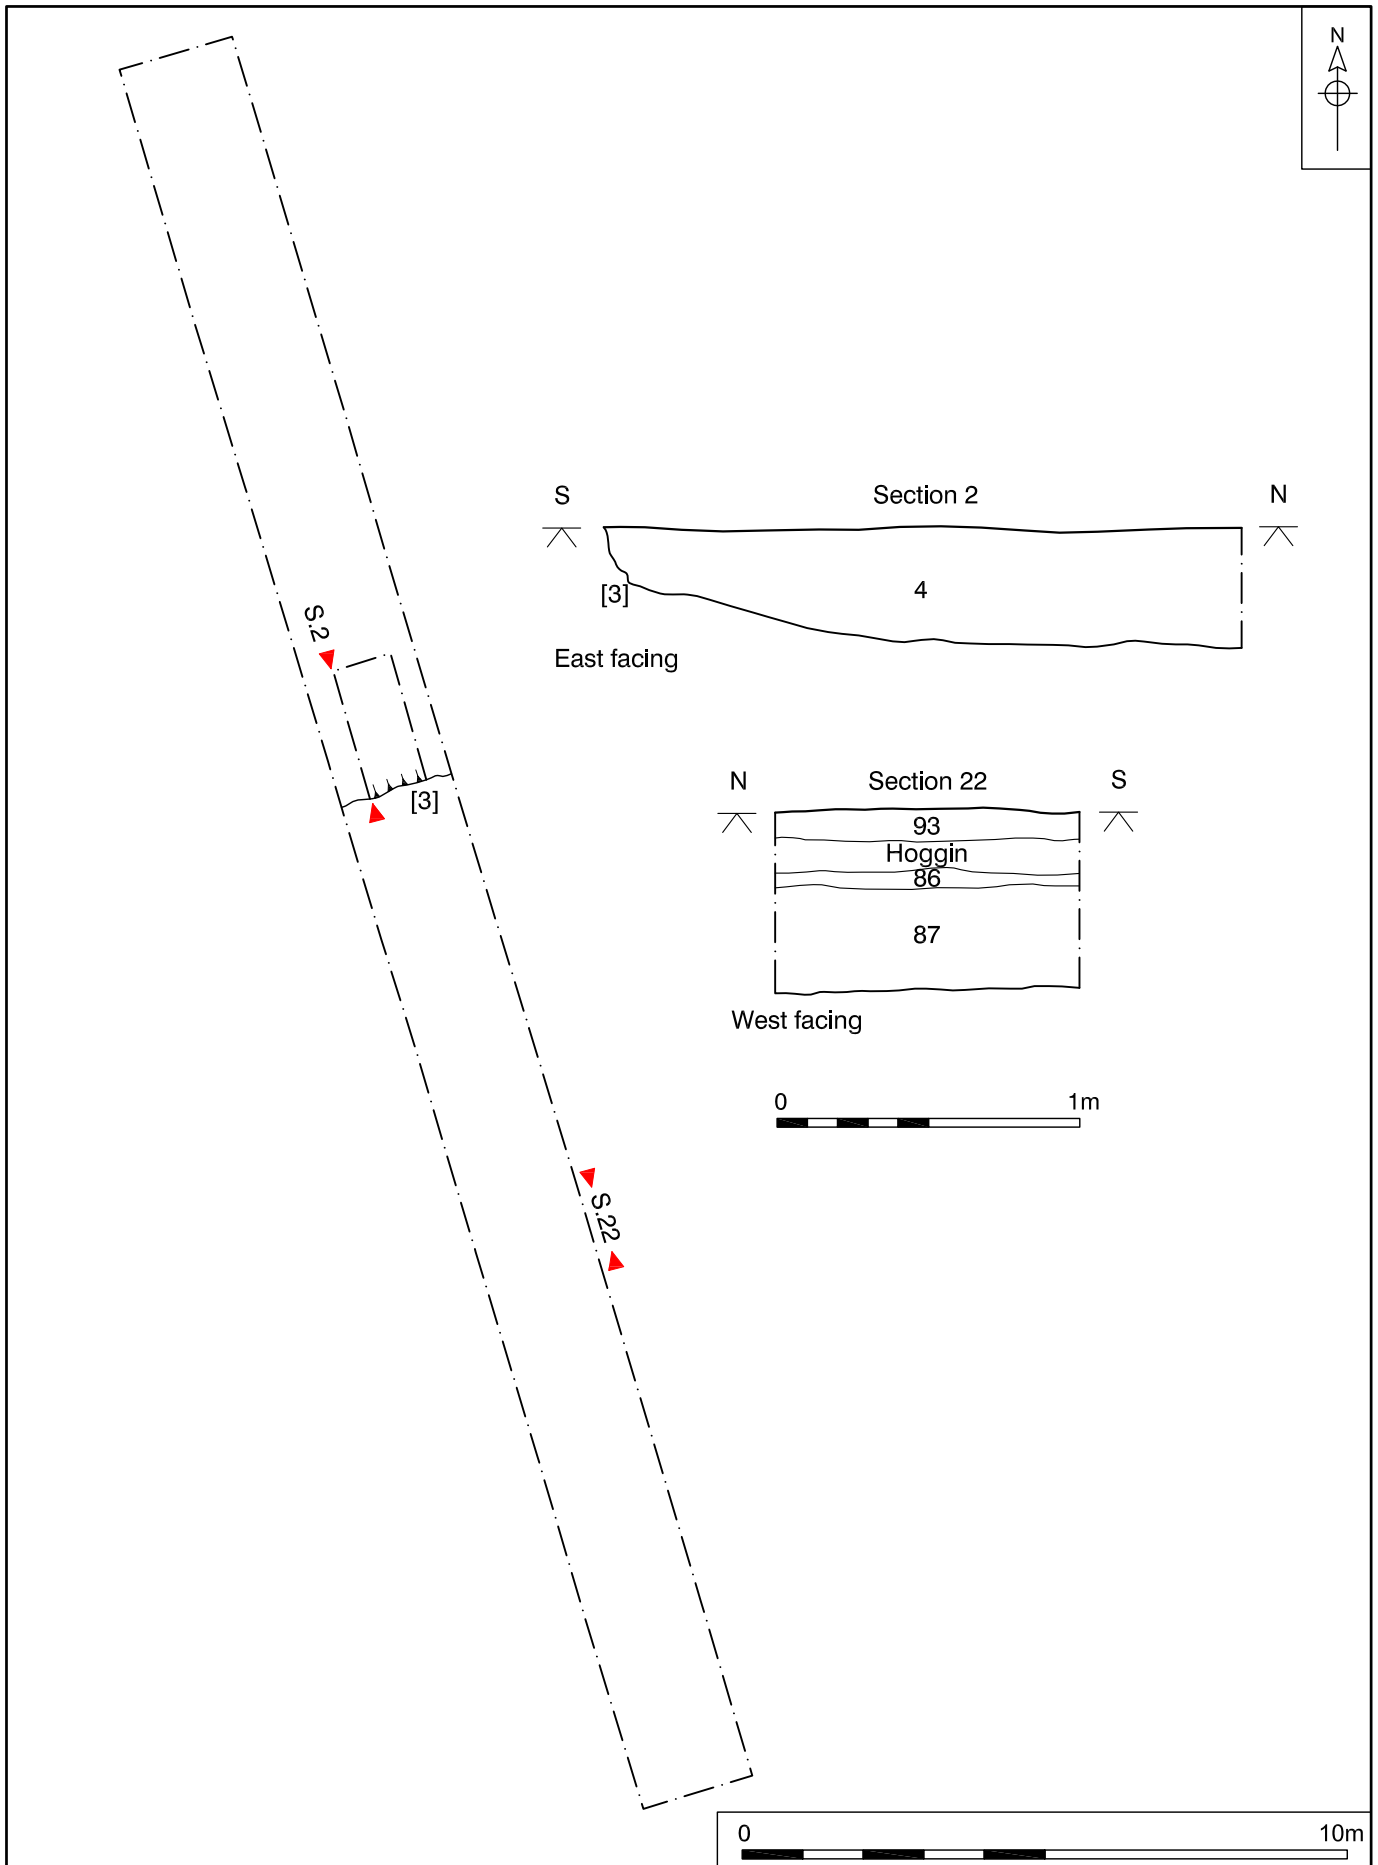 N
S Section 2 N
[3] 4
East facing
S.2
[3]
N Section 22 S
93
Hoggin
86
87
West facing
0 1m
S.22
0 10m